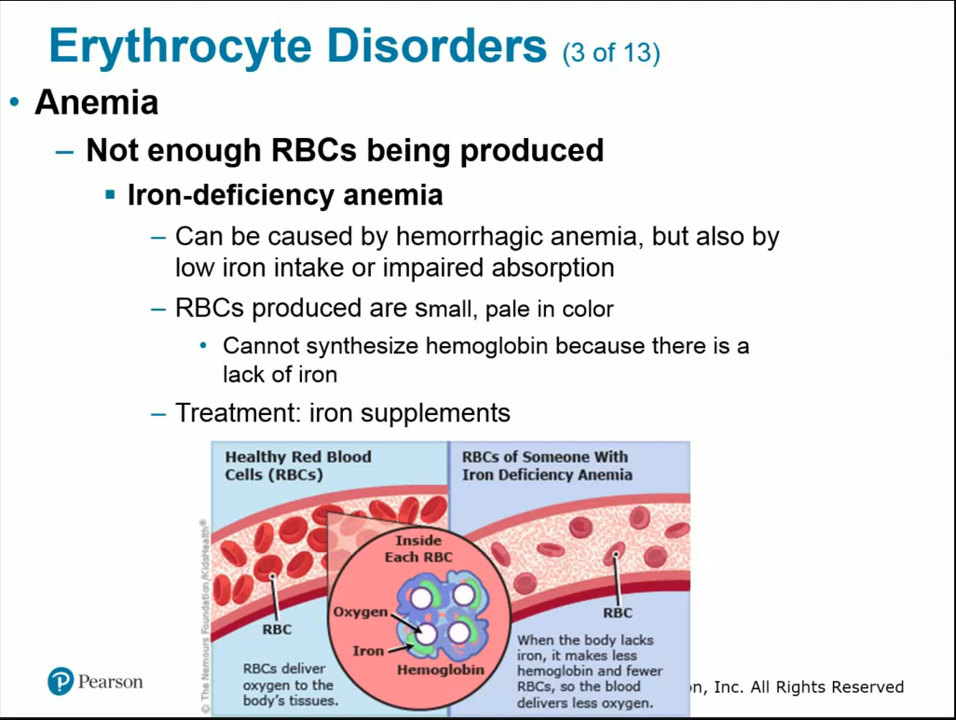 Erythrocyte Disorders (3 of 13)
• Anemia
– Not enough RBCs being produced
▪ Iron-deficiency anemia
– Can be caused by hemorrhagic anemia, but also by
low iron intake or impaired absorption
– RBCs produced are small, pale in color
• Cannot synthesize hemoglobin because there is a
lack of iron
– Treatment: iron supplements
Healthy Red Blood
Cells (RBCs)
RBC
RBCs deliver
oxygen to the
body's tissues.
Inside
Each RBC
Oxygen
Iron
Hemoglobin
RBCs of Someone With
Iron Deficiency Anemia
RBC
When the body lacks
iron, it makes less
hemoglobin and fewer
RBCs, so the blood
delivers less oxygen.
© The Nemours Foundation/KidsHealth®
Pearson
Inc. All Rights Reserved